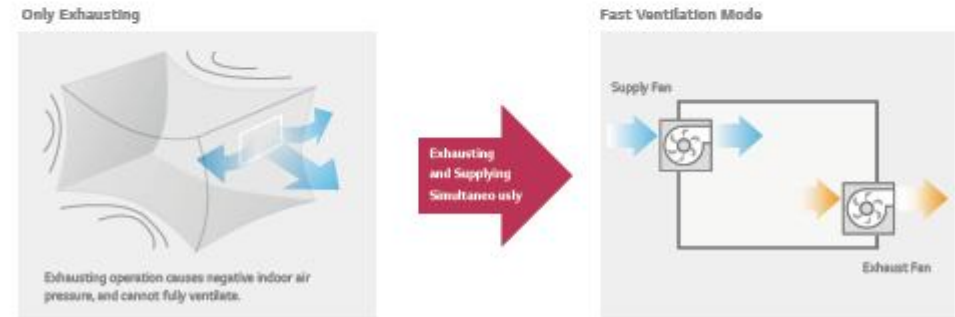 Only Exhausting
Fast Ventilation Mode
Supply Fan
Exhausting
and Supplying
Simultaneo usly
Exhaust Fan
Exhausting operation causes negative indoor air
pressure, and cannot fully ventilate.